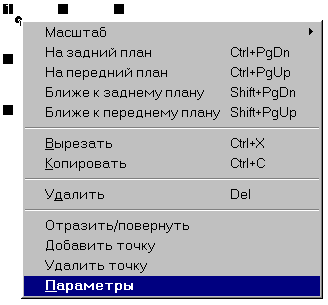 Масштаб
На задний план Ctrl+PgDn
На передний план Ctrl+PgUp
Ближе к заднему плану Shift+PgDn
Ближе к переднему плану Shift+PgUp
Вырезать Ctrl+X
Копировать Ctrl+C
Удалить Del
Отразить/повернуть
Добавить точку
Удалить точку
Параметры